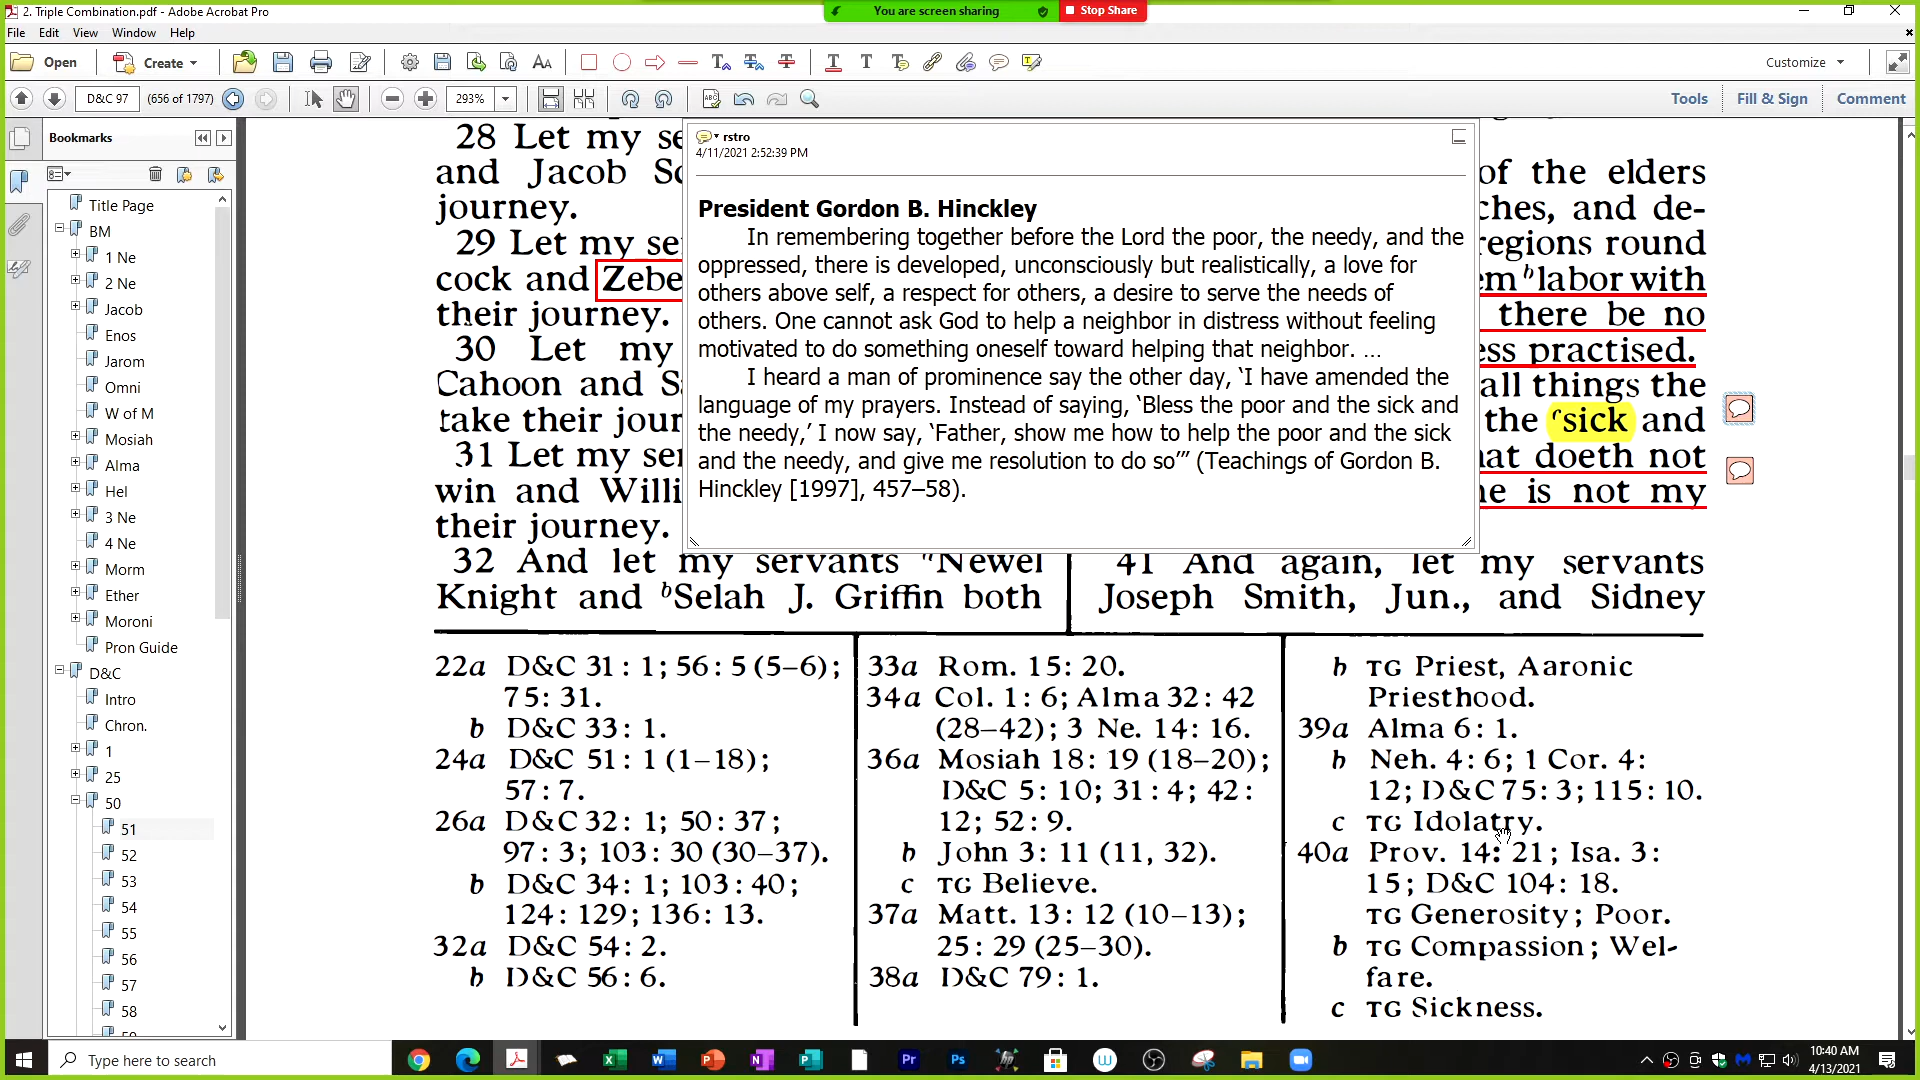 2. Triple Combination.pdf - Adobe Acrobat Pro
You are screen sharing
Stop Share
File Edit View Window Help
Open
Create
Customize
D&C 97
(656 of 1797)
293%
Tools
Fill & Sign
Comment
Bookmarks
Title Page
BM
1 Ne
2 Ne
Jacob
Enos
Jarom
Omni
W of M
Mosiah
Alma
Hel
3 Ne
4 Ne
Morm
Ether
Moroni
Pron Guide
D&C
Intro
Chron.
1
25
50
51
52
53
54
55
56
57
58
28 Let my se
and Jacob Sc
journey.
29 Let my se
cock and Zebe
their journey.
30 Let my
Cahoon and S
take their jour
31 Let my ser
win and Willi
their journey.
32 And let my servants aNewel
Knight and bSelah J. Griffin both
rstro
4/11/2021 2:52:39 PM
President Gordon B. Hinckley
In remembering together before the Lord the poor, the needy, and the
oppressed, there is developed, unconsciously but realistically, a love for
others above self, a respect for others, a desire to serve the needs of
others. One cannot ask God to help a neighbor in distress without feeling
motivated to do something oneself toward helping that neighbor. …
I heard a man of prominence say the other day, ‘I have amended the
language of my prayers. Instead of saying, ‘Bless the poor and the sick and
the needy,’ I now say, ‘Father, show me how to help the poor and the sick
and the needy, and give me resolution to do so’” (Teachings of Gordon B.
Hinckley [1997], 457–58).
of the elders
ches, and de-
regions round
em blabor with
there be no
ess practised.
all things the
the csick and
hat doeth not
he is not my
41 And again, let my servants
Joseph Smith, Jun., and Sidney
22a D&C 31: 1; 56: 5 (5–6);
75: 31.
b D&C 33: 1.
24a D&C 51: 1 (1–18);
57: 7.
26a D&C 32: 1; 50: 37;
97: 3; 103: 30 (30–37).
b D&C 34: 1; 103: 40;
124: 129; 136: 13.
32a D&C 54: 2.
b D&C 56: 6.
33a Rom. 15: 20.
34a Col. 1: 6; Alma 32: 42
(28–42); 3 Ne. 14: 16.
36a Mosiah 18: 19 (18–20);
D&C 5: 10; 31: 4; 42:
12; 52: 9.
b John 3: 11 (11, 32).
c TG Believe.
37a Matt. 13: 12 (10–13);
25: 29 (25–30).
38a D&C 79: 1.
b TG Priest, Aaronic
Priesthood.
39a Alma 6: 1.
b Neh. 4: 6; 1 Cor. 4:
12; D&C 75: 3; 115: 10.
c TG Idolatry.
40a Prov. 14: 21; Isa. 3:
15; D&C 104: 18.
TG Generosity; Poor.
b TG Compassion; Wel-
fare.
c TG Sickness.
Type here to search
10:40 AM
4/13/2021